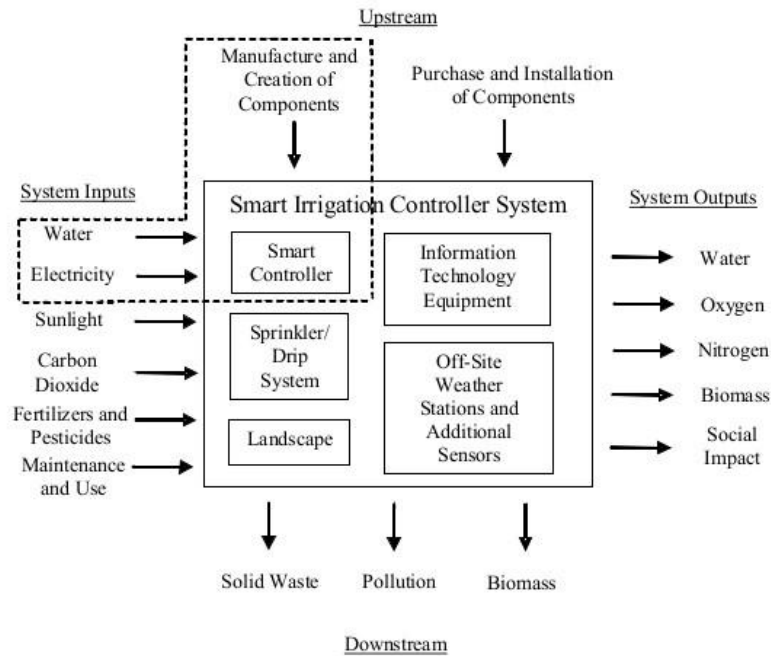 Upstream
Manufacture and
Creation of
Components
Purchase and Installation
of Components
System Inputs
Water
Electricity
Sunlight
Carbon
Dioxide
Fertilizers and
Pesticides
Maintenance
and Use
Smart Irrigation Controller System
Smart
Controller
Sprinkler/
Drip
System
Landscape
Information
Technology
Equipment
Off-Site
Weather
Stations and
Additional
Sensors
System Outputs
Water
Oxygen
Nitrogen
Biomass
Social
Impact
Solid Waste
Pollution
Biomass
Downstream